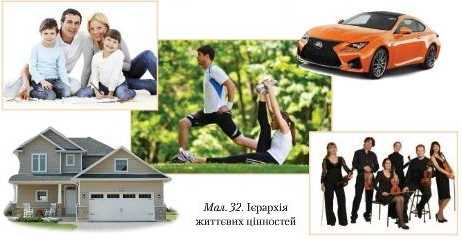 Мал. 32. Ієрархія
життєвих цінностей